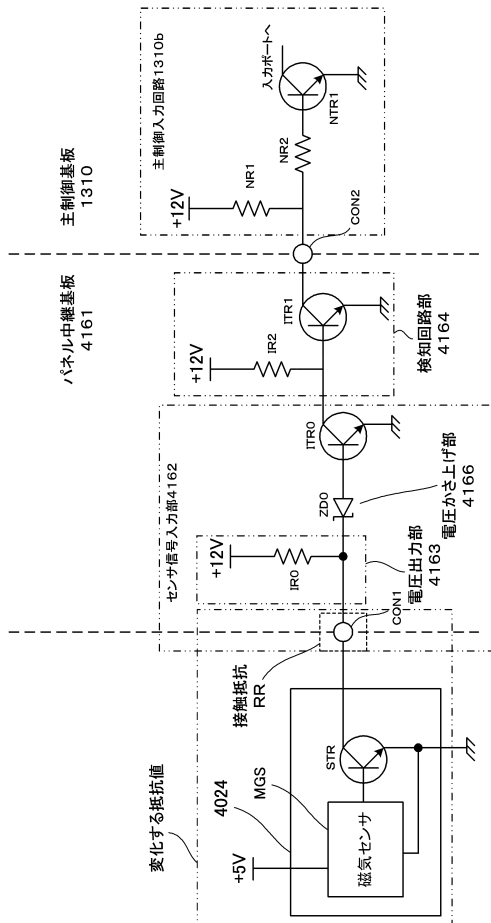 変化する抵抗値
4024
MGS
+5V
磁気センサ
STR
接触抵抗
RR
CON1
センサ信号入力部4162
+12V
IR0
電圧出力部
4163
ZD0
電圧かさ上げ部
4166
ITR0
パネル中継基板
4161
+12V
IR2
ITR1
検知回路部
4164
主制御基板
1310
主制御入力回路1310b
+12V
NR1
NR2
CON2
NTR1
入力ポートへ